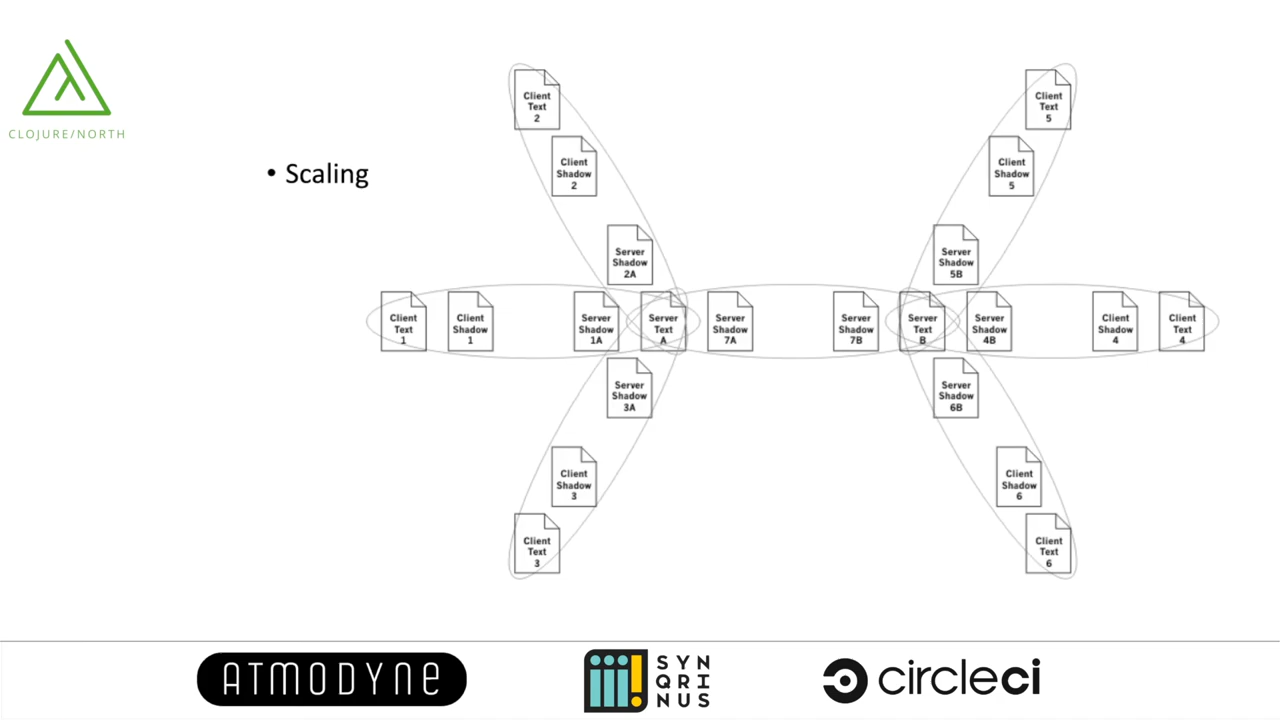 CLOJURE/NORTH
• Scaling
Client
Text
2
Client
Shadow
2
Server
Shadow
2A
Client
Text
5
Client
Shadow
5
Server
Shadow
5B
Client
Text
1
Client
Shadow
1
Server
Shadow
1A
Server
Text
A
Server
Shadow
7A
Server
Shadow
7B
Server
Text
B
Server
Shadow
4B
Client
Shadow
4
Client
Text
4
Server
Shadow
3A
Client
Shadow
3
Client
Text
3
Server
Shadow
6B
Client
Shadow
6
Client
Text
6
ATMODYNE
SYN
QRI
NUS
circleci